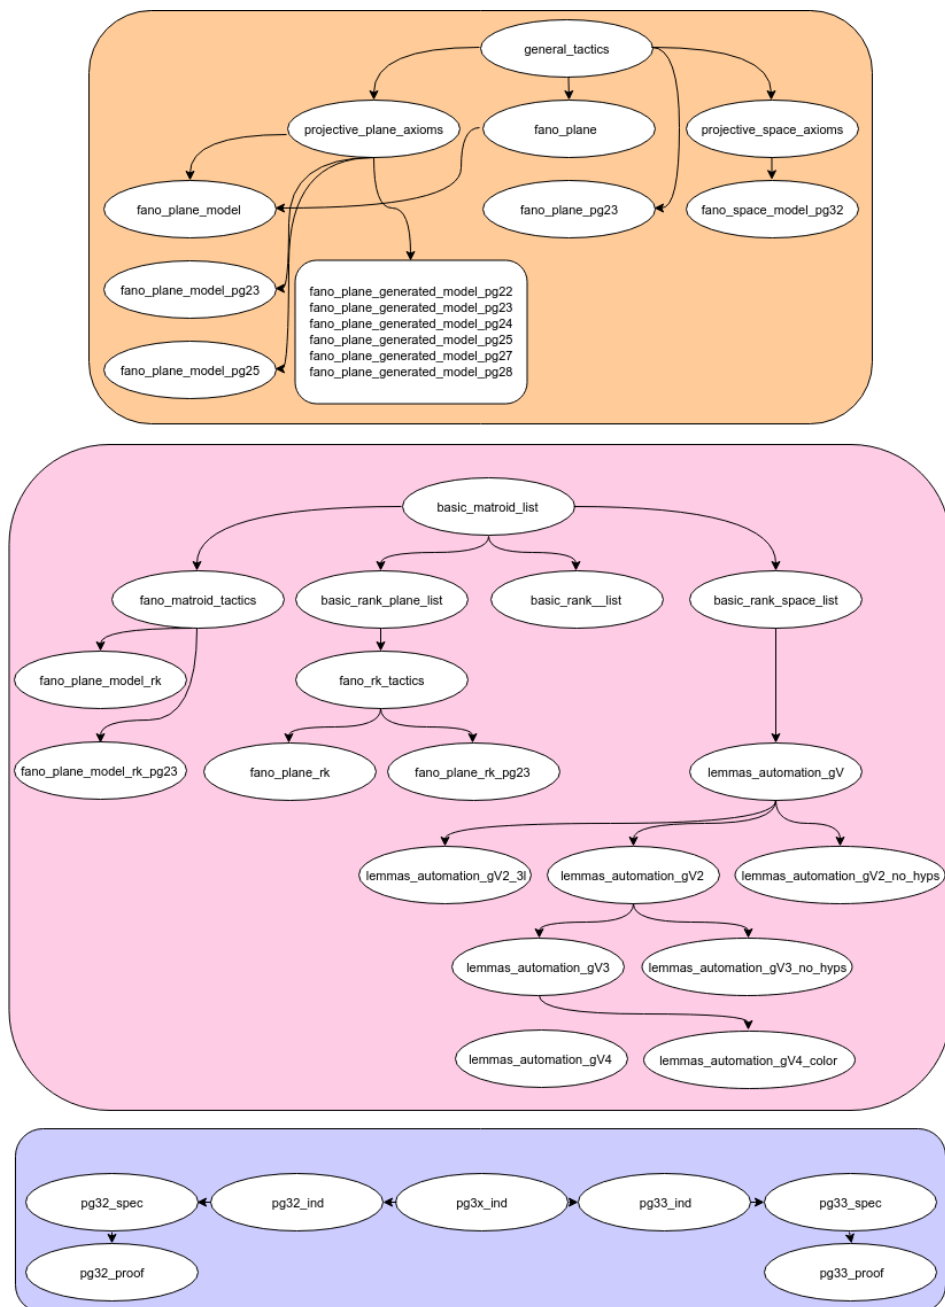 general_tactics
projective_plane_axioms
fano_plane
projective_space_axioms
fano_plane_model
fano_plane_pg23
fano_space_model_pg32
fano_plane_model_pg23
fano_plane_generated_model_pg22
fano_plane_generated_model_pg23
fano_plane_generated_model_pg24
fano_plane_generated_model_pg25
fano_plane_generated_model_pg27
fano_plane_generated_model_pg28
fano_plane_model_pg25
basic_matroid_list
fano_matroid_tactics
basic_rank_plane_list
basic_rank__list
basic_rank_space_list
fano_plane_model_rk
fano_rk_tactics
fano_plane_model_rk_pg23
fano_plane_rk
fano_plane_rk_pg23
lemmas_automation_gV
lemmas_automation_gV2_3l
lemmas_automation_gV2
lemmas_automation_gV2_no_hyps
lemmas_automation_gV3
lemmas_automation_gV3_no_hyps
lemmas_automation_gV4
lemmas_automation_gV4_color
pg32_spec
pg32_ind
pg3x_ind
pg33_ind
pg33_spec
pg32_proof
pg33_proof